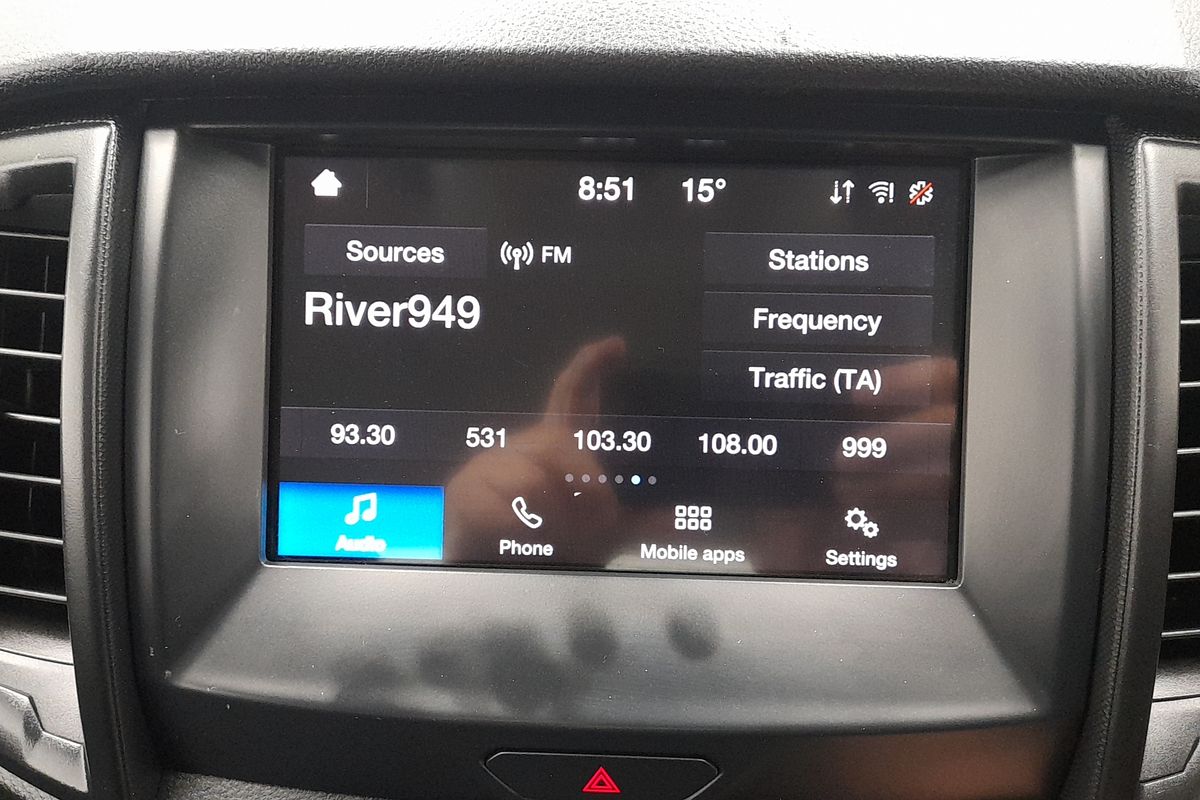 8:51 15°
Sources FM Stations
River949
Frequency
Traffic (TA)
93.30 531 103.30 108.00 999
Audio Phone Mobile apps Settings